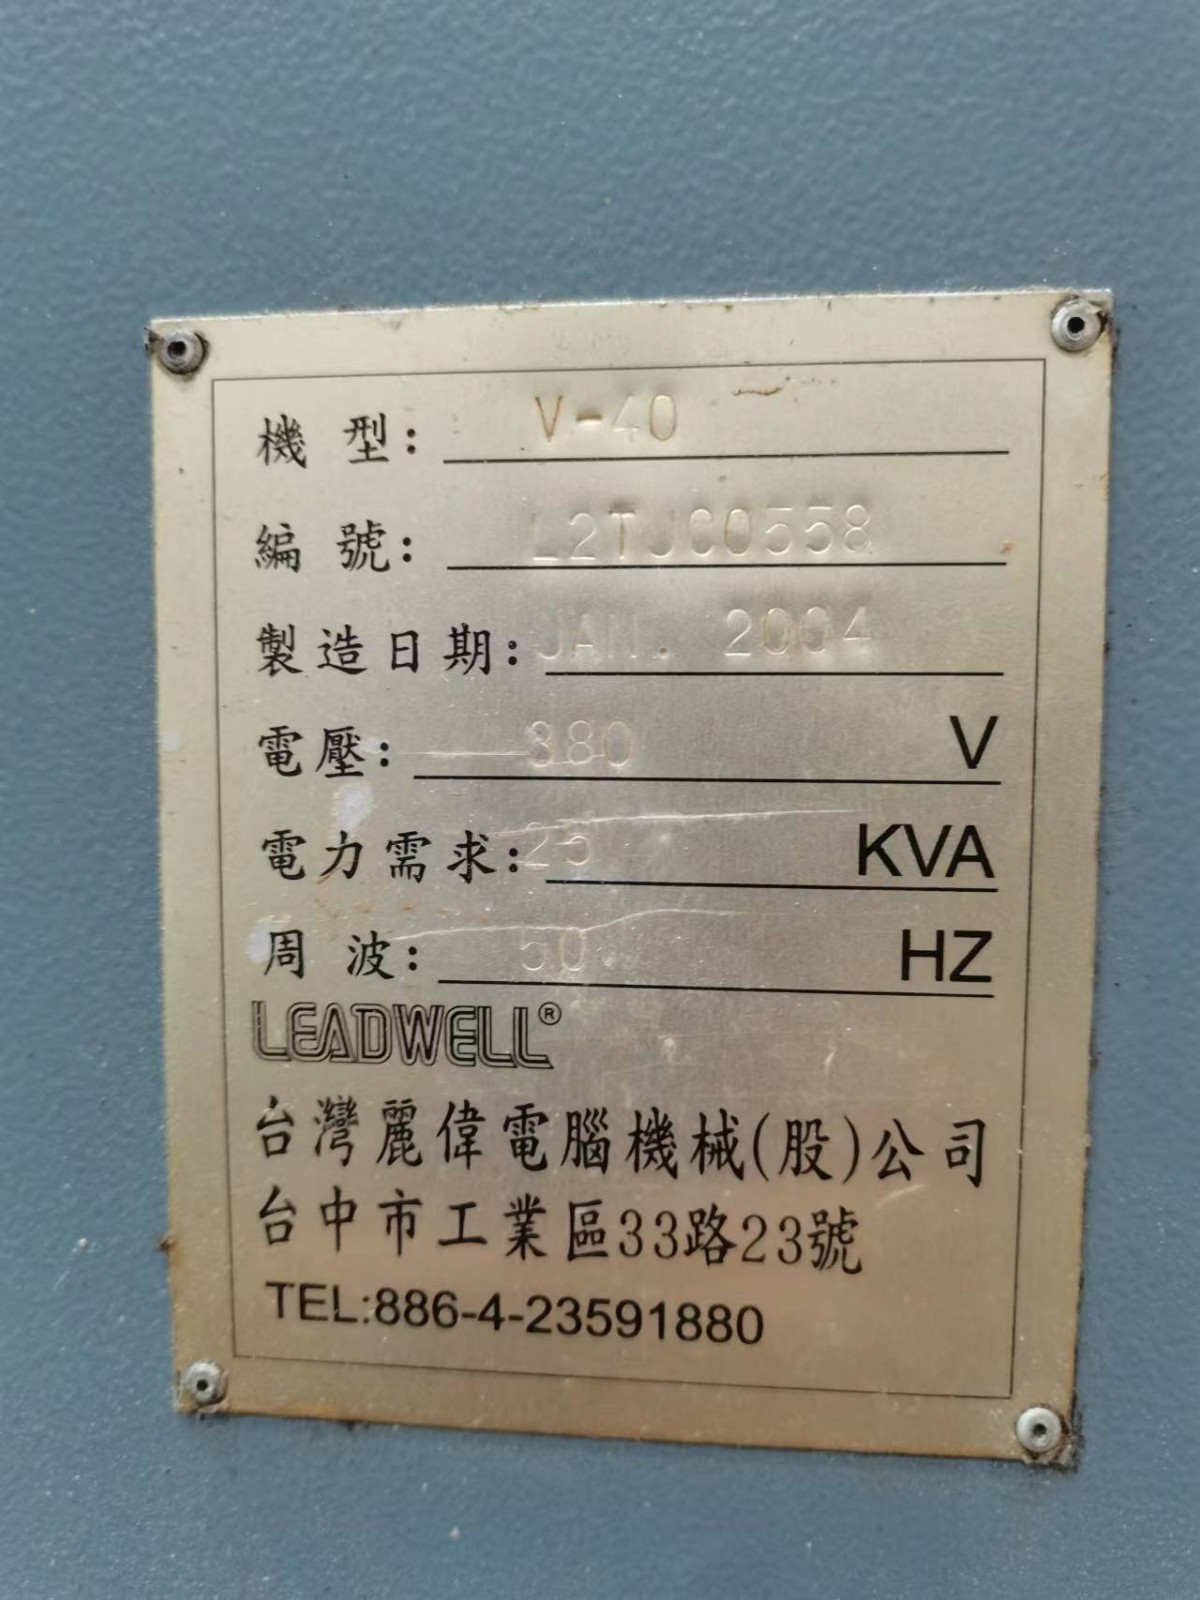 機型: V-40
編號: L2TJC0558
製造日期: JAN. 2004
電壓: 380 V
電力需求: 25 KVA
周波: 50 HZ
LEADWELL®
台灣麗偉電腦機械(股)公司
台中市工業區33路23號
TEL:886-4-23591880